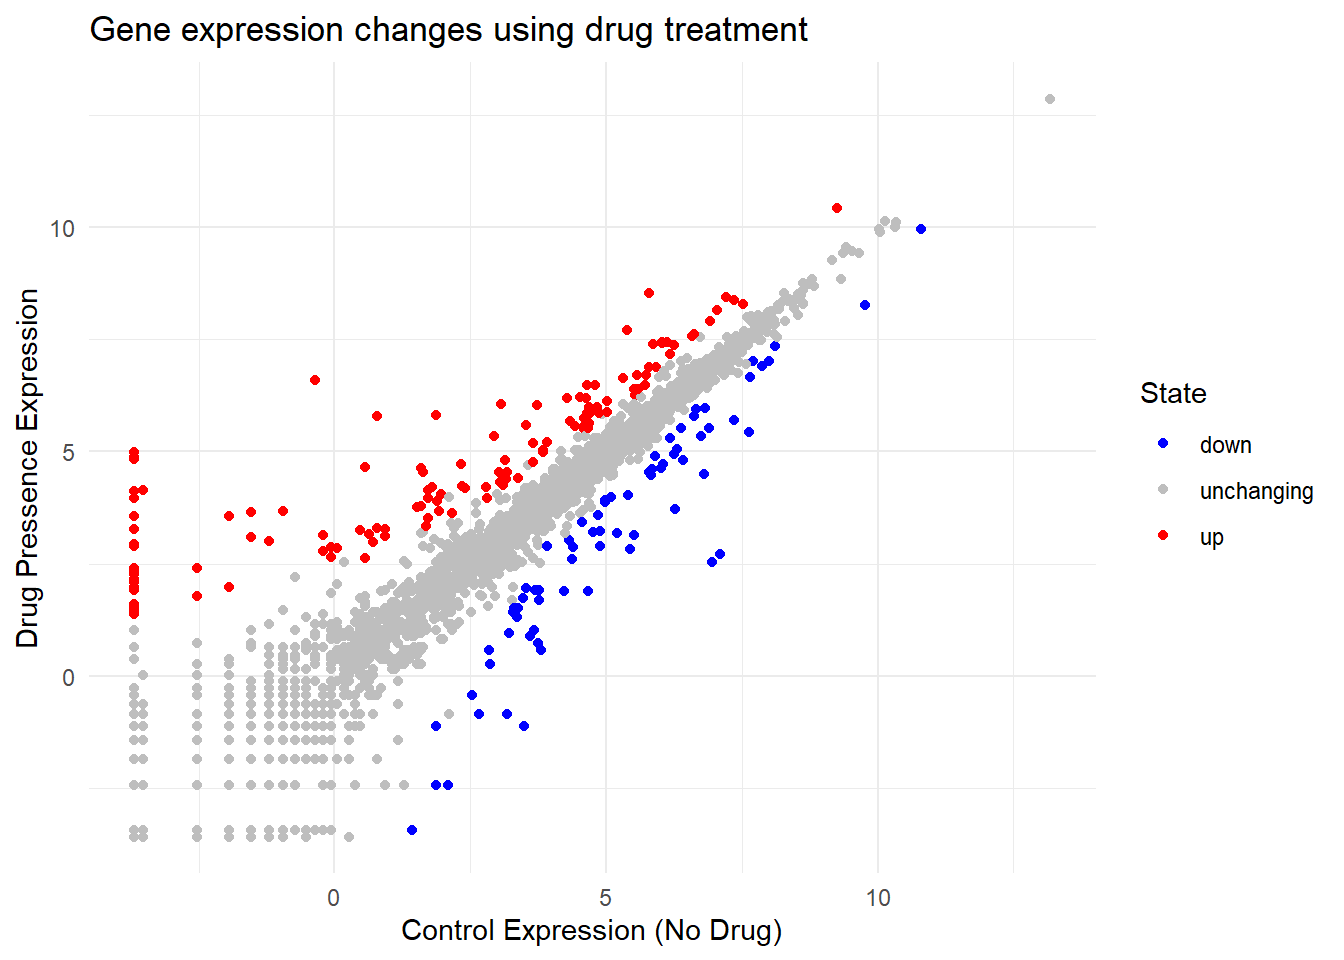 Gene expression changes using drug treatment
Drug Pressence Expression
10
5
0
0
5
10
Control Expression (No Drug)
State
down
unchanging
up